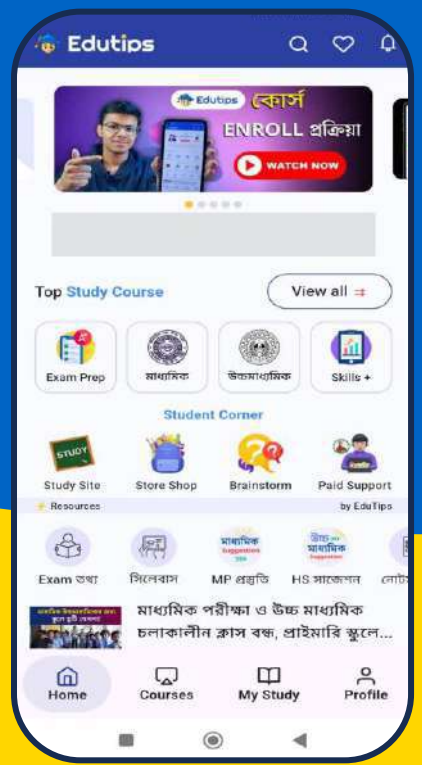 Edutips
Edutips কোর্স
ENROLL প্রক্রিয়া
WATCH NOW
Top Study Course
View all
Exam Prep
মাধ্যমিক
উচ্চমাধ্যমিক
Skills +
Student Corner
STUDY
Study Site
Store Shop
Brainstorm
Paid Support
Resources
by EduTips
মাধ্যমিক
Suggestion
উচ্চ
মাধ্যমিক
Suggestion
Exam তথ্য
সিলেবাস
MP প্রস্তুতি
HS সাজেশন
মাধ্যমিক পরীক্ষা ও উচ্চ মাধ্যমিক
চলাকালীন ক্লাস বন্ধ, প্রাইমারি স্কুলে...
Home
Courses
My Study
Profile